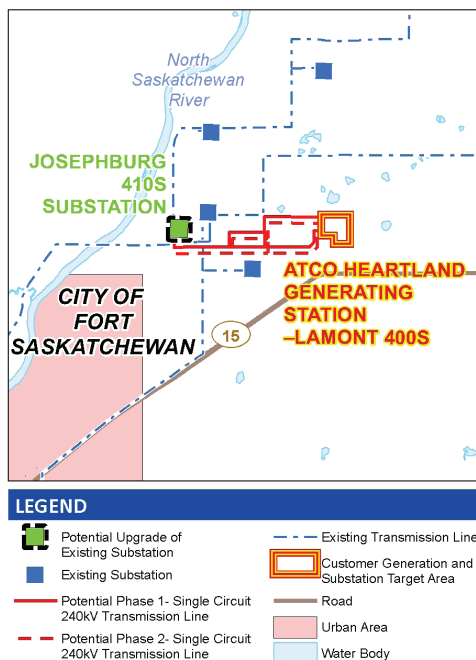 North
Saskatchewan
River
JOSEPHBURG
410S
SUBSTATION
ATCO HEARTLAND
GENERATING
STATION
–LAMONT 400S
CITY OF
FORT
SASKATCHEWAN
15
LEGEND
Potential Upgrade of
Existing Substation
Existing Substation
Potential Phase 1- Single Circuit
240kV Transmission Line
Potential Phase 2- Single Circuit
240kV Transmission Line
Existing Transmission Line
Customer Generation and
Substation Target Area
Road
Urban Area
Water Body